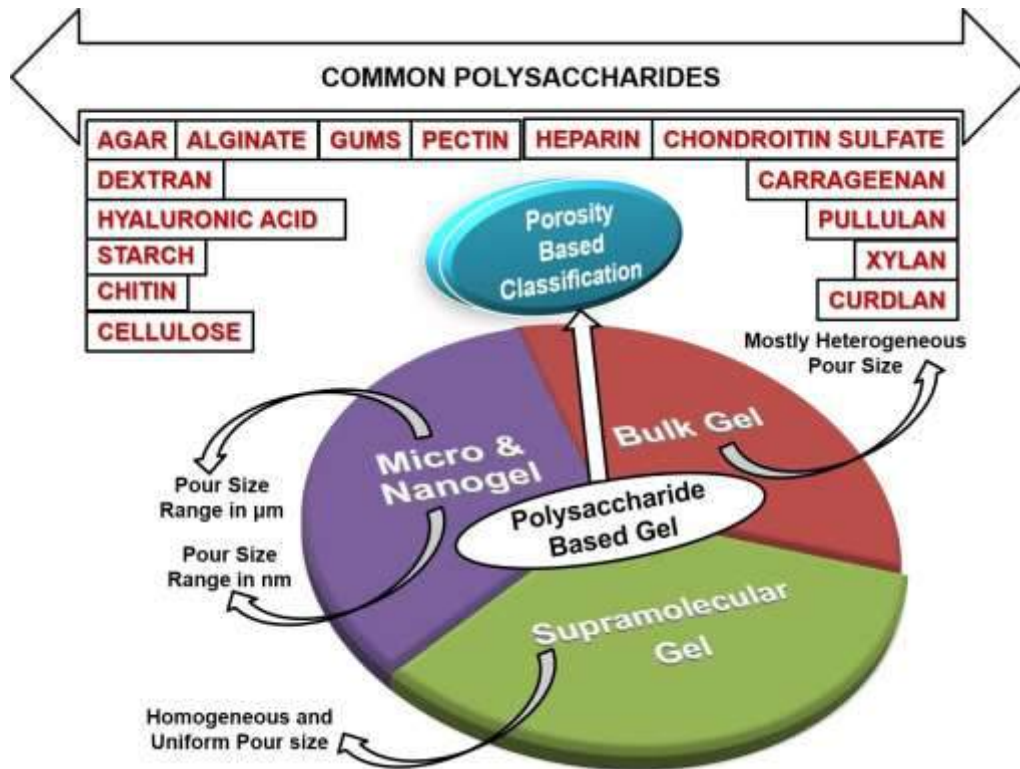 COMMON POLYSACCHARIDES
AGAR ALGINATE GUMS PECTIN HEPARIN CHONDROITIN SULFATE
DEXTRAN
HYALURONIC ACID
STARCH
CHITIN
CELLULOSE
CARRAGEENAN
PULLULAN
XYLAN
CURDLAN
Porosity
Based
Classification
Mostly Heterogeneous
Pour Size
Bulk Gel
Micro &
Nanogel
Polysaccharide
Based Gel
Pour Size
Range in µm
Pour Size
Range in nm
Supramolecular
Gel
Homogeneous and
Uniform Pour size